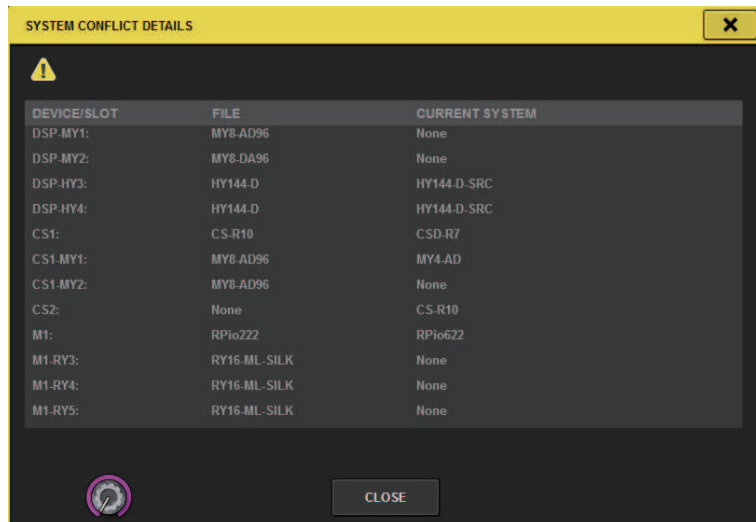 SYSTEM CONFLICT DETAILS
DEVICE/SLOT FILE CURRENT SYSTEM
DSP-MY1: MY8-AD96 None
DSP-MY2: MY8-DA96 None
DSP-HY3: HY144-D HY144-D-SRC
DSP-HY4: HY144-D HY144-D-SRC
CS1: CS-R10 CSD-R7
CS1-MY1: MY8-AD96 MY4-AD
CS1-MY2: MY8-AD96 None
CS2: None CS-R10
M1: RPio222 RPio622
M1-RY3: RY16-ML-SILK None
M1-RY4: RY16-ML-SILK None
M1-RY5: RY16-ML-SILK None
CLOSE